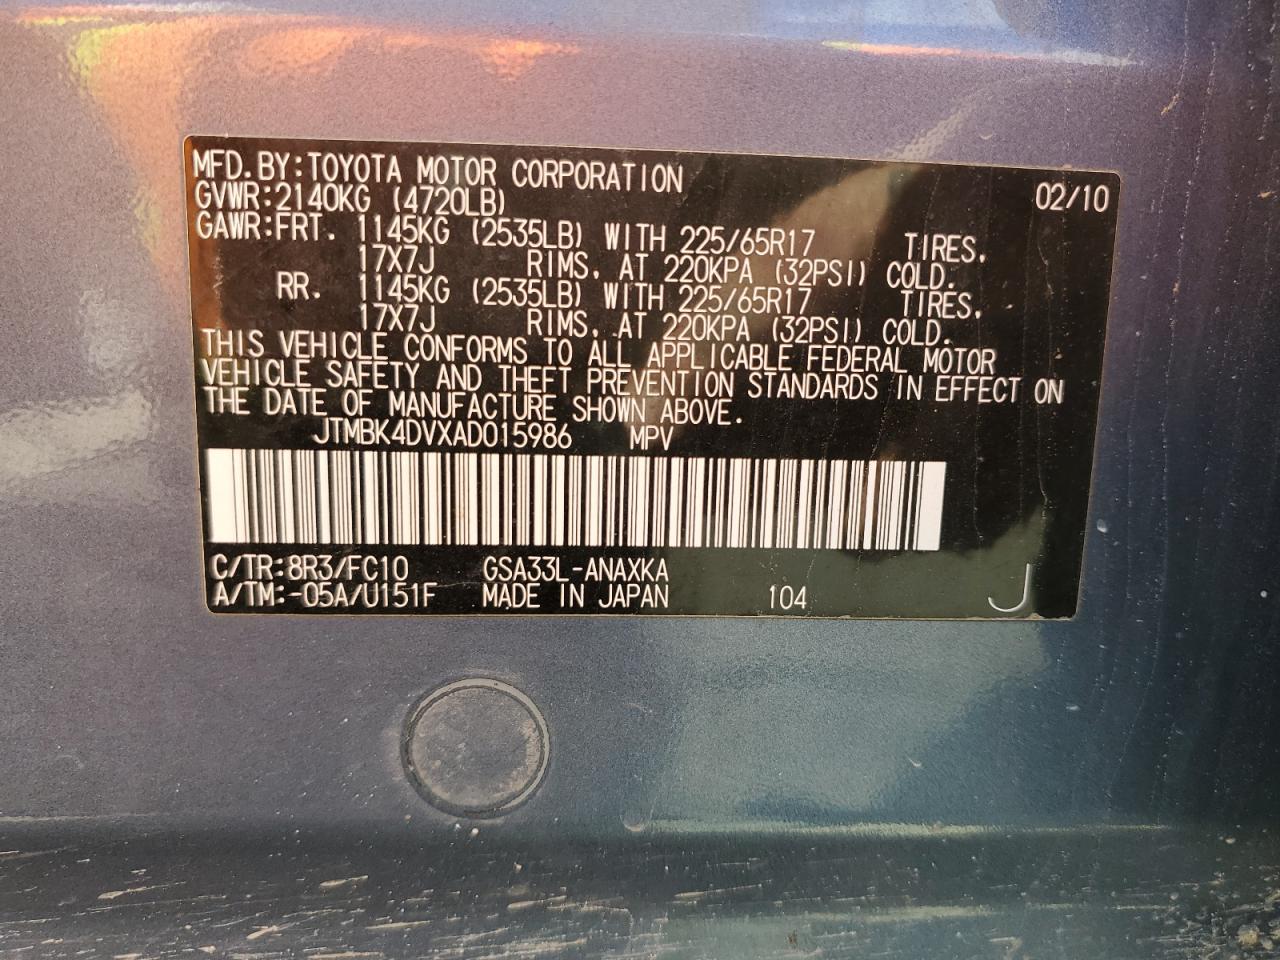 MFD.BY:TOYOTA MOTOR CORPORATION 02/10
GVWR:2140KG (4720LB)
GAWR:FRT. 1145KG (2535LB) WITH 225/65R17 TIRES.
17X7J RIMS, AT 220KPA (32PSI) COLD.
RR. 1145KG (2535LB) WITH 225/65R17 TIRES.
17X7J RIMS, AT 220KPA (32PSI) COLD.
THIS VEHICLE CONFORMS TO ALL APPLICABLE FEDERAL MOTOR
VEHICLE SAFETY AND THEFT PREVENTION STANDARDS IN EFFECT ON
THE DATE OF MANUFACTURE SHOWN ABOVE.
JTMBK4DVXAD015986 MPV
C/TR:8R3/FC10 GSA33L-ANAXKA
A/TM:-05A/U151F MADE IN JAPAN 104 J